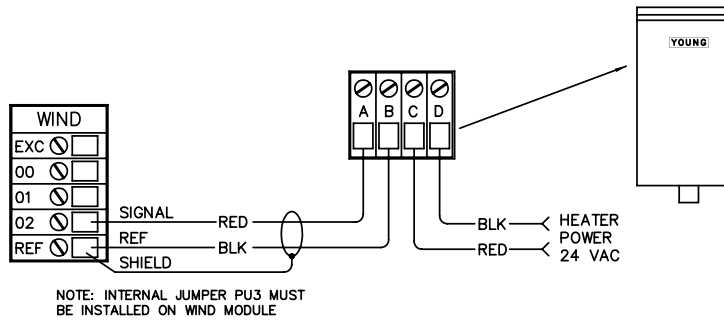 YOUNG
A B C D
WIND
EXC
00
01
02
REF
SIGNAL
RED
REF
BLK
SHIELD
BLK
RED
HEATER
POWER
24 VAC
NOTE: INTERNAL JUMPER PU3 MUST
BE INSTALLED ON WIND MODULE